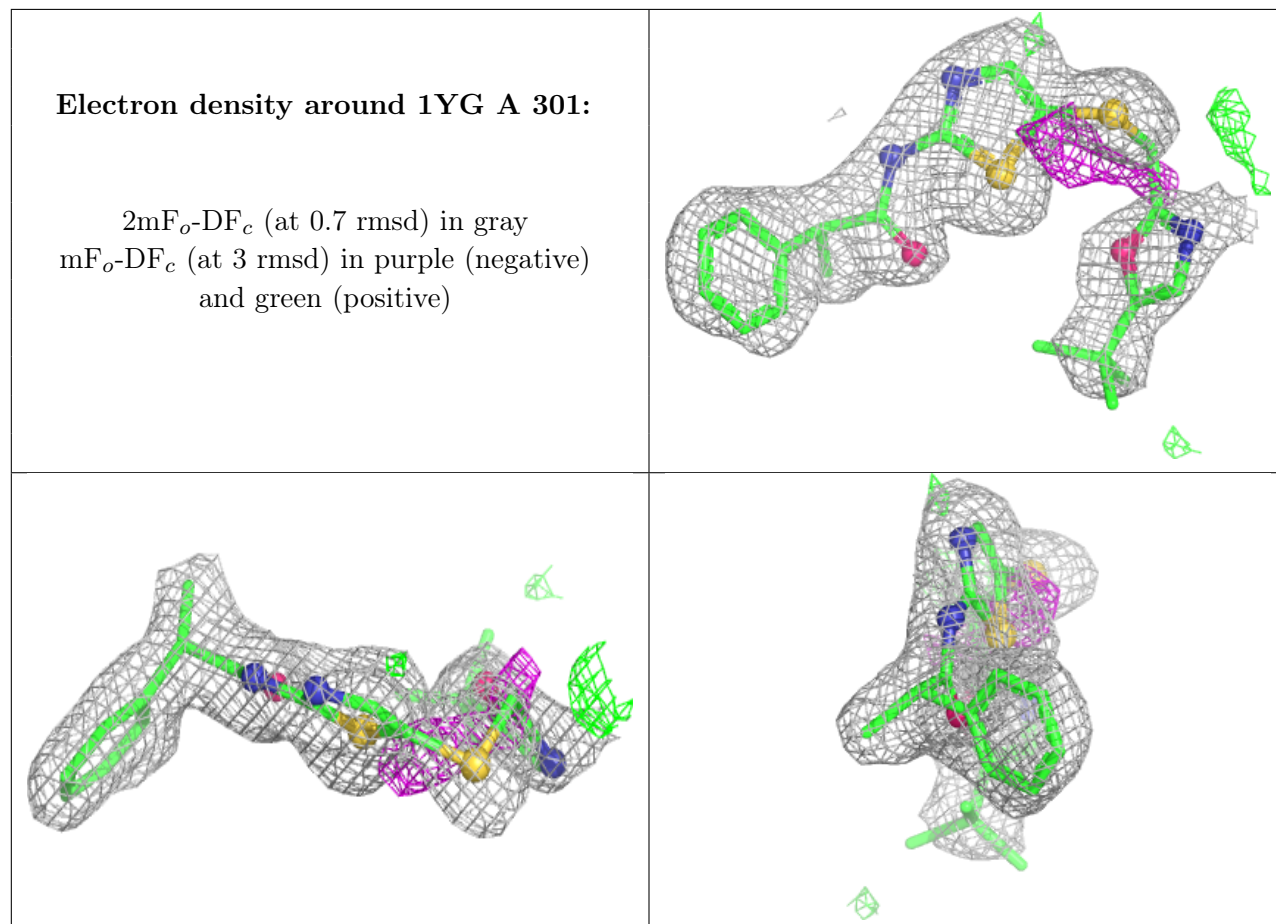 Electron density around 1YG A 301:
2mFo-DFc (at 0.7 rmsd) in gray
mFo-DFc (at 3 rmsd) in purple (negative)
and green (positive)